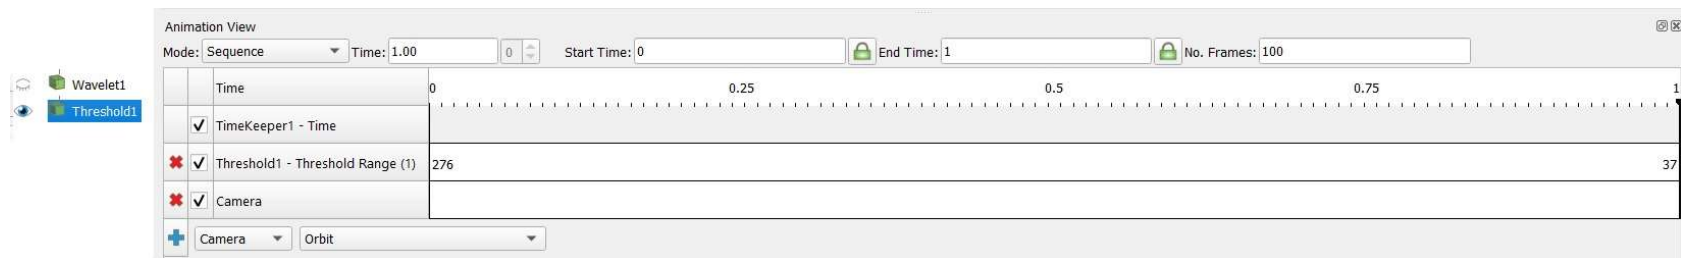 Animation View
Mode: Sequence Time: 1.00 0 Start Time: 0 End Time: 1 No. Frames: 100
Wavelet1
Threshold1
Time 0 0.25 0.5 0.75 1
TimeKeeper1 - Time
Threshold1 - Threshold Range (1) 276 37
Camera
Camera Orbit